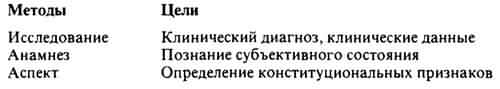 Методы Цели
Исследование Клинический диагноз, клинические данные
Анамнез Познание субъективного состояния
Аспект Определение конституциональных признаков